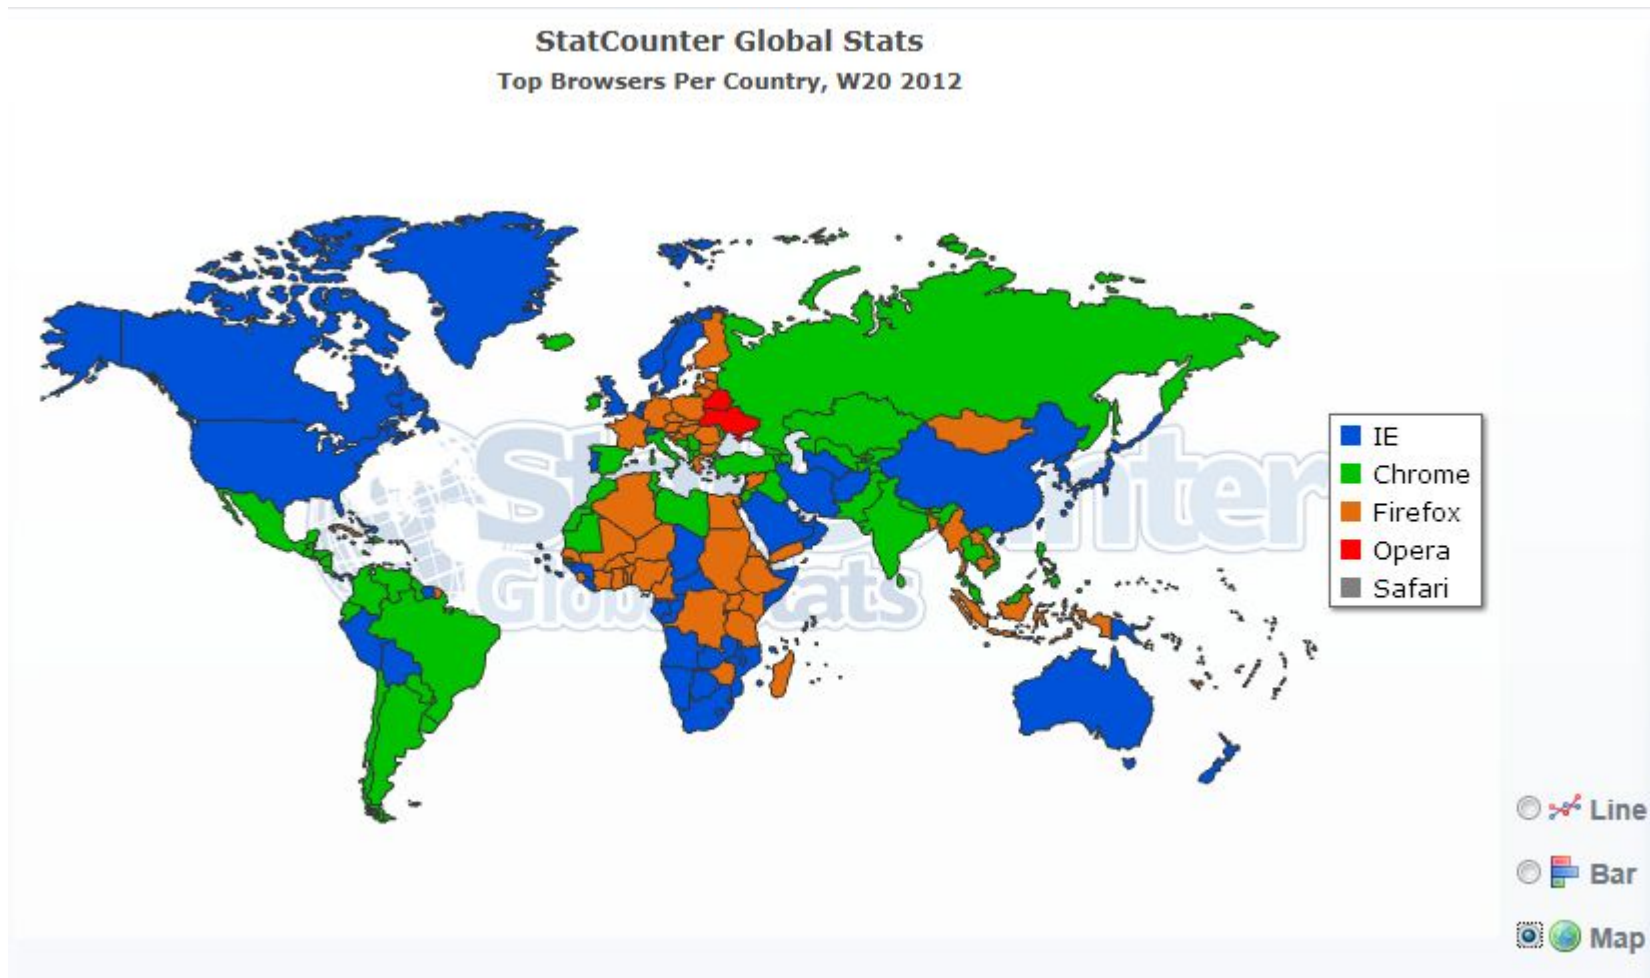 StatCounter Global Stats
Top Browsers Per Country, W20 2012
IE
Chrome
Firefox
Opera
Safari
Line
Bar
Map